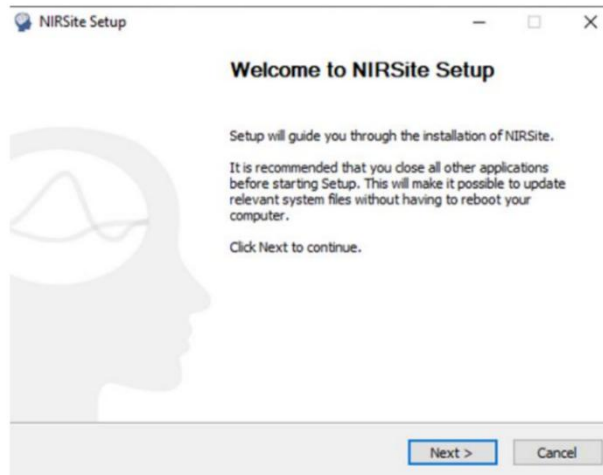 NIRSite Setup
Welcome to NIRSite Setup
Setup will guide you through the installation of NIRSite.
It is recommended that you close all other applications
before starting Setup. This will make it possible to update
relevant system files without having to reboot your
computer.
Click Next to continue.
Next >
Cancel